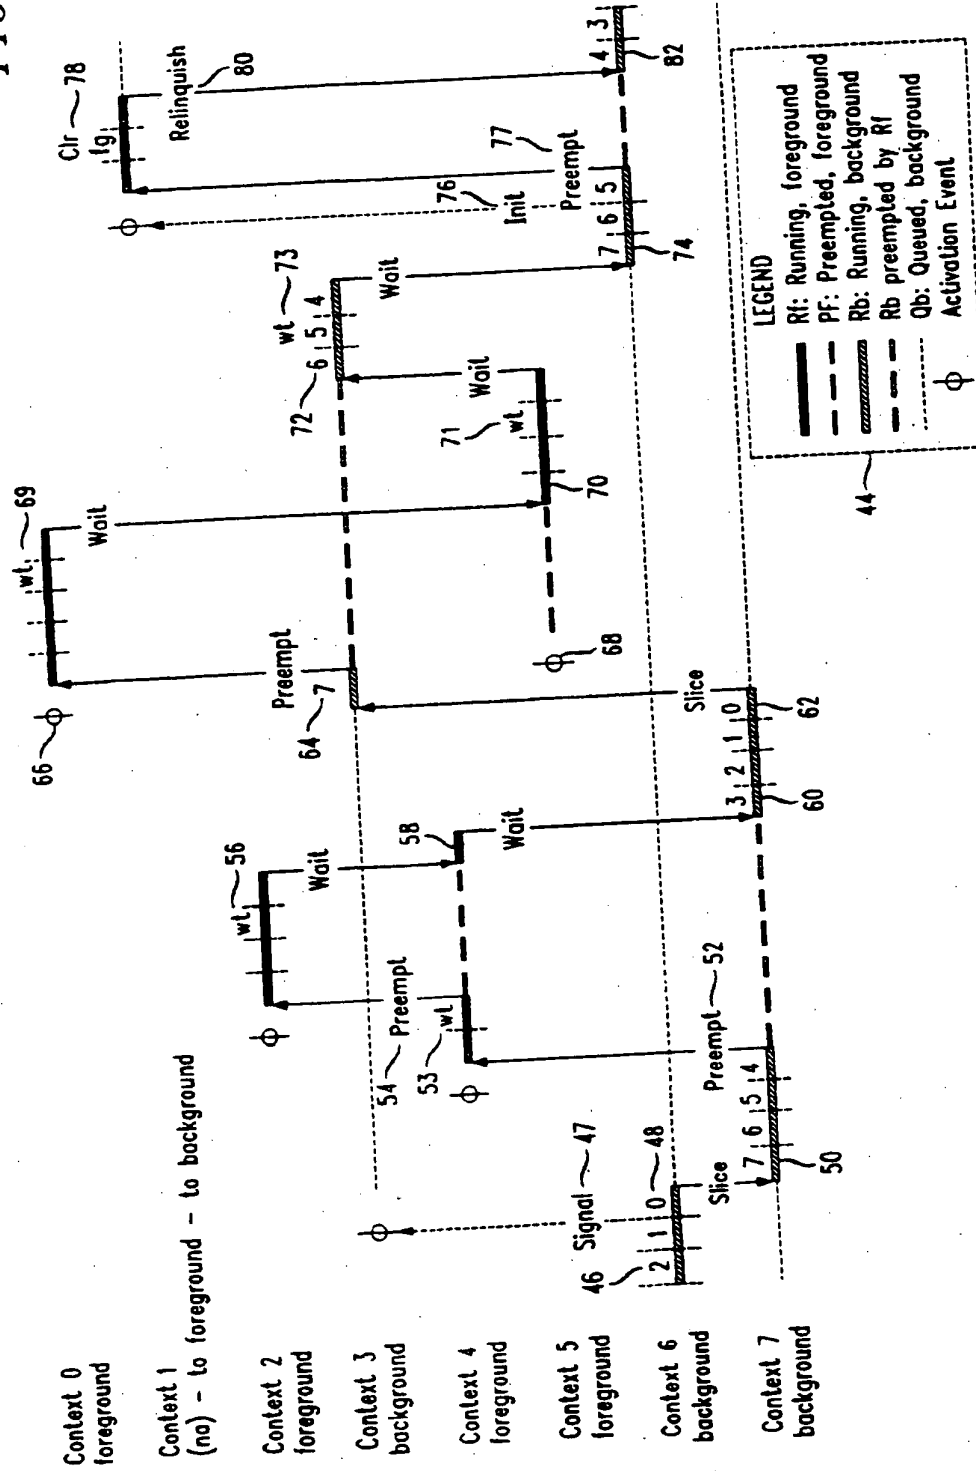 Context 0
foreground
Context 1
(na) - to foreground - to background
Context 2
foreground
Context 3
background
Context 4
foreground
Context 5
foreground
Context 6
background
Context 7
background
46
2 1 0
Signal 47
48
Slice
7 6 5 4
50
Preempt 52
53
wt
54 Preempt
wt
56
Wait
58
Wait
3 2 1 0
60
62
Slice
64
7
Preempt
66
wt
69
Wait
68
70
71
wt
Wait
72
6 5 4
wt
73
Wait
7 6 5
74
Init
76
Preempt
77
Clr 78
fg
Relinquish
80
4 3
82
44
LEGEND
Rf: Running, foreground
PF: Preempted, foreground
Rb: Running, background
Rb preempted by Rf
Qb: Queued, background
Activation Event